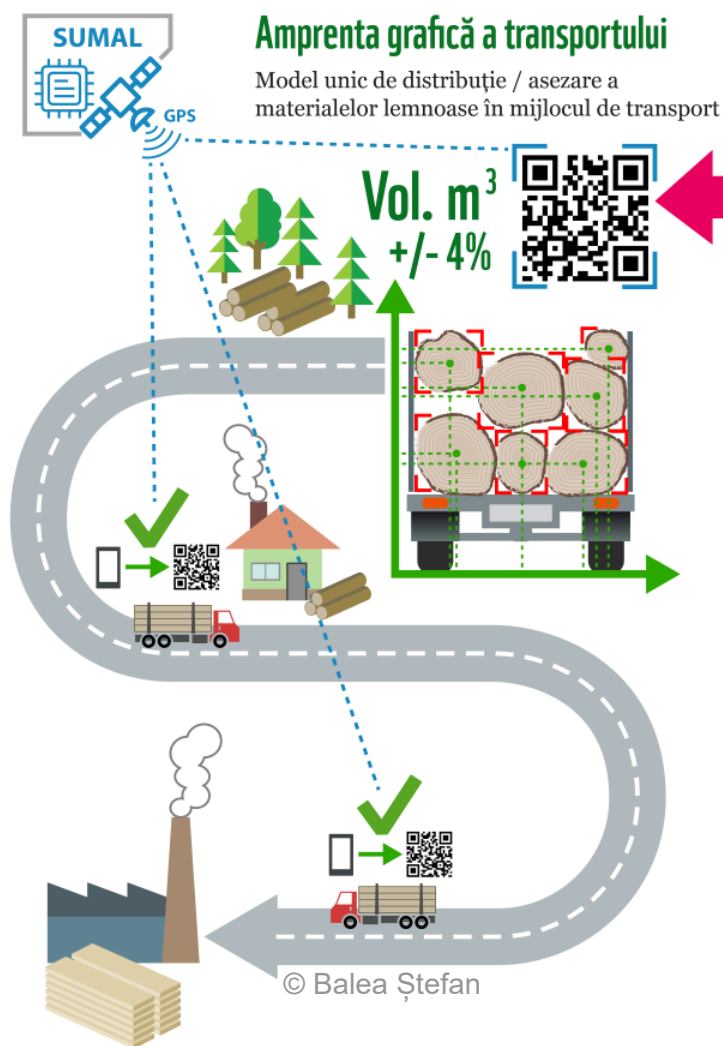 SUMAL
GPS
Amprenta grafică a transportului
Model unic de distribuție / asezare a
materialelor lemnoase în mijlocul de transport
Vol. m³
+/- 4%
© Balea Ștefan